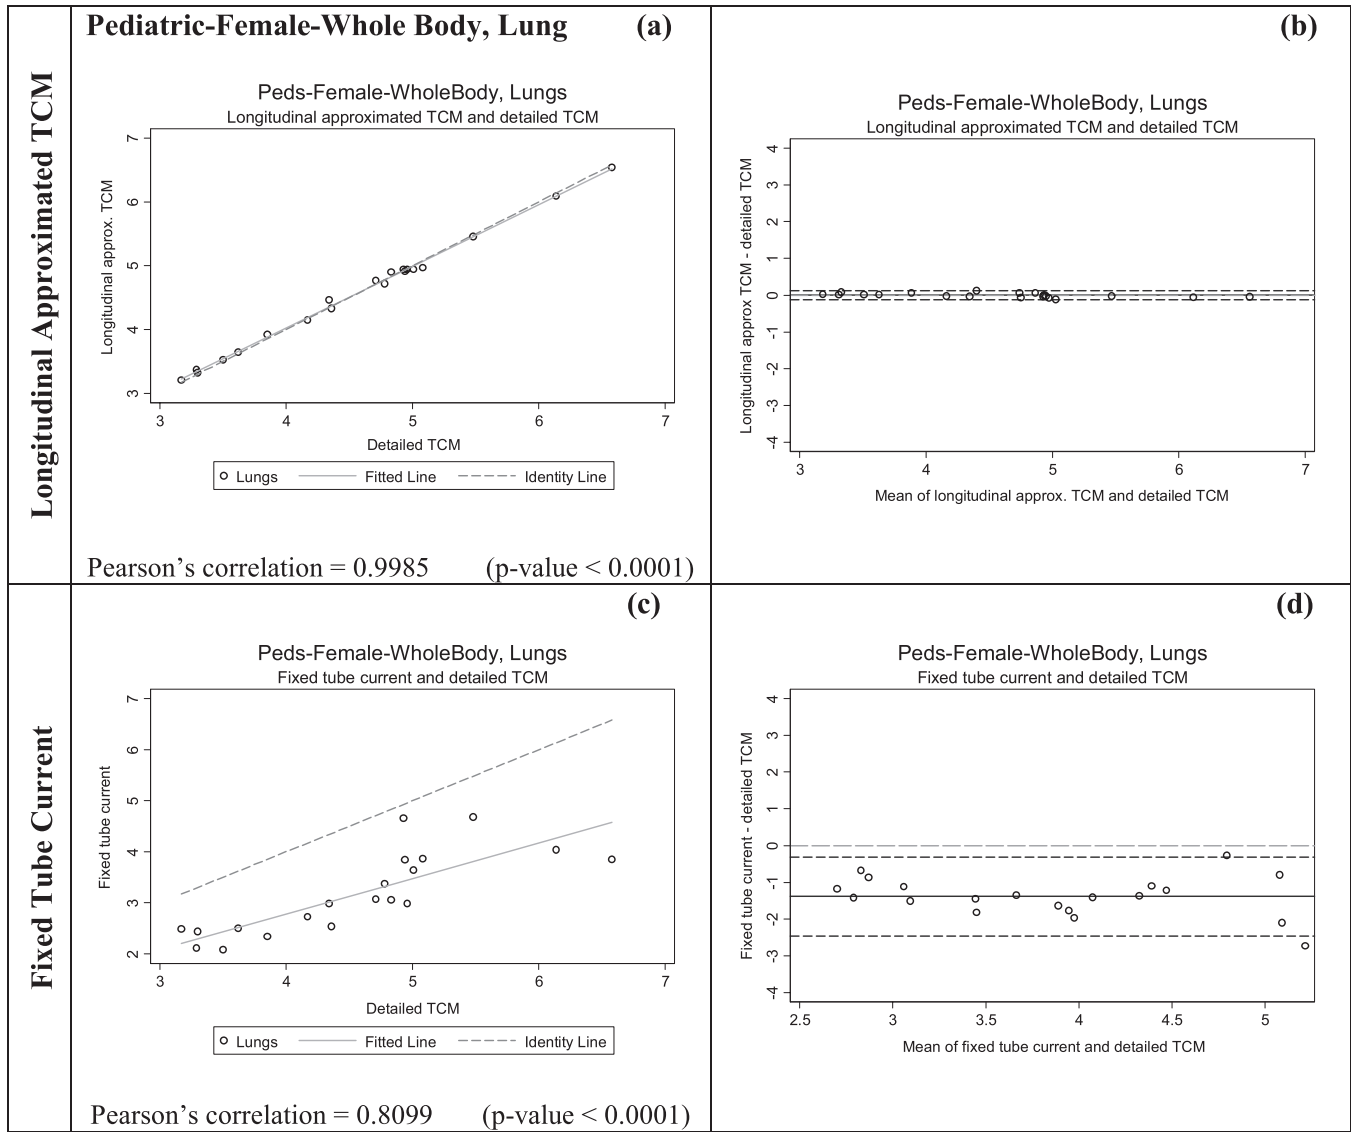 Longitudinal Approximated TCM
Pediatric-Female-Whole Body, Lung (a)
Peds-Female-WholeBody, Lungs
Longitudinal approximated TCM and detailed TCM
Longitudinal approx. TCM
7
6
5
4
3
3 4 5 6 7
Detailed TCM
Lungs Fitted Line Identity Line
Pearson's correlation = 0.9985 (p-value < 0.0001)
(b)
Peds-Female-WholeBody, Lungs
Longitudinal approximated TCM and detailed TCM
Longitudinal approx TCM - detailed TCM
4
3
2
1
0
-1
-2
-3
-4
3 4 5 6 7
Mean of longitudinal approx. TCM and detailed TCM
Fixed Tube Current
(c)
Peds-Female-WholeBody, Lungs
Fixed tube current and detailed TCM
Fixed tube current
7
6
5
4
3
2
3 4 5 6 7
Detailed TCM
Lungs Fitted Line Identity Line
Pearson's correlation = 0.8099 (p-value < 0.0001)
(d)
Peds-Female-WholeBody, Lungs
Fixed tube current and detailed TCM
Fixed tube current - detailed TCM
4
3
2
1
0
-1
-2
-3
-4
2.5 3 3.5 4 4.5 5
Mean of fixed tube current and detailed TCM